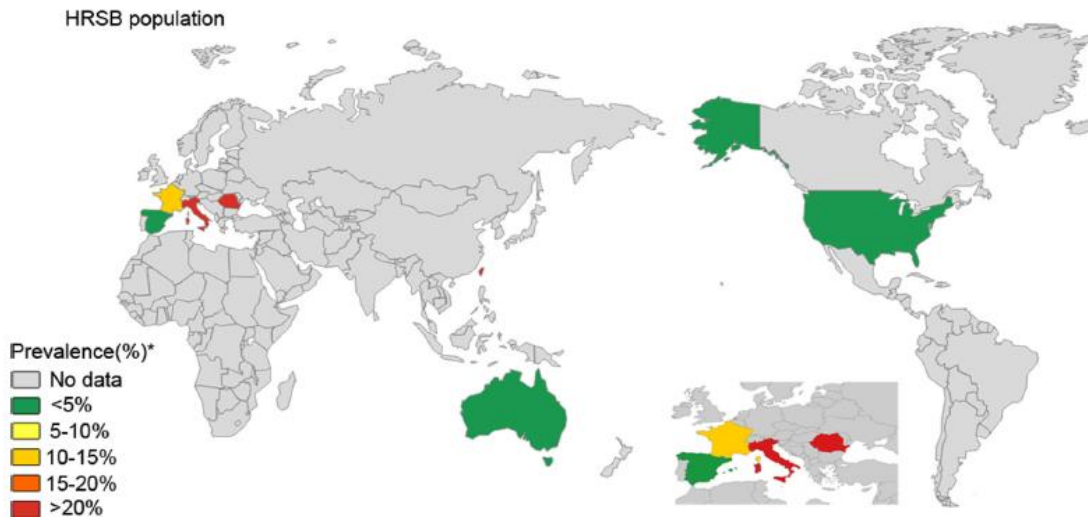 HRSB population
Prevalence(%)*
No data
<5%
5-10%
10-15%
15-20%
>20%